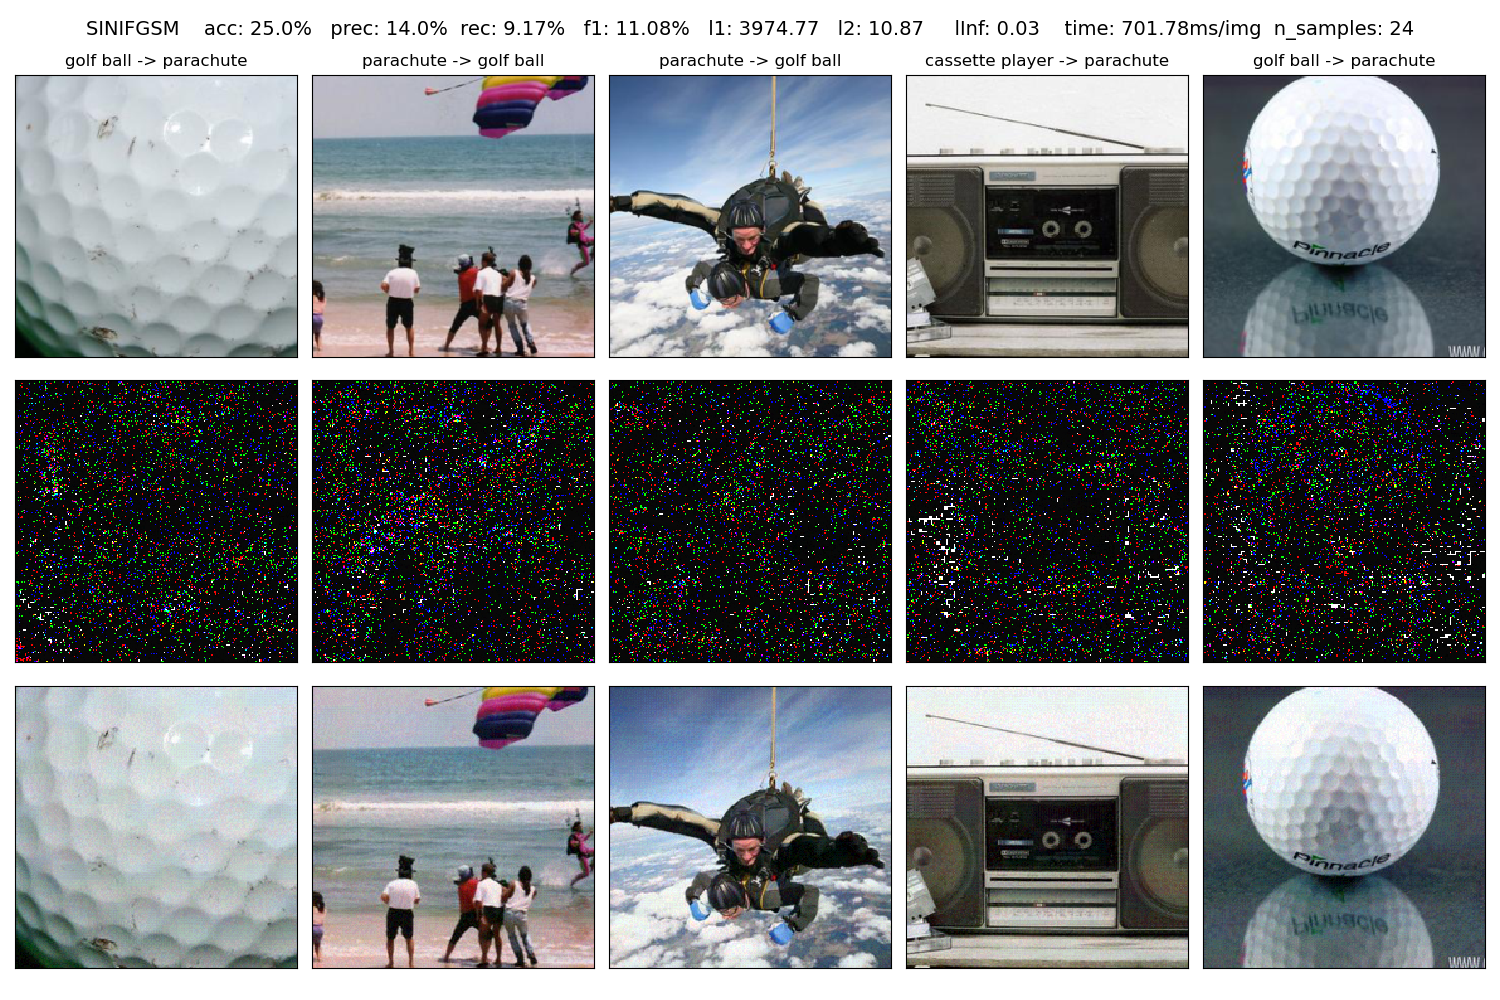 SINIFGSM acc: 25.0% prec: 14.0% rec: 9.17% f1: 11.08% l1: 3974.77 l2: 10.87 lInf: 0.03 time: 701.78ms/img n_samples: 24
golf ball -> parachute
parachute -> golf ball
parachute -> golf ball
cassette player -> parachute
golf ball -> parachute
Pinnacle
Pinnacle
WWW
Pinnacle
Pinnacle
WWW